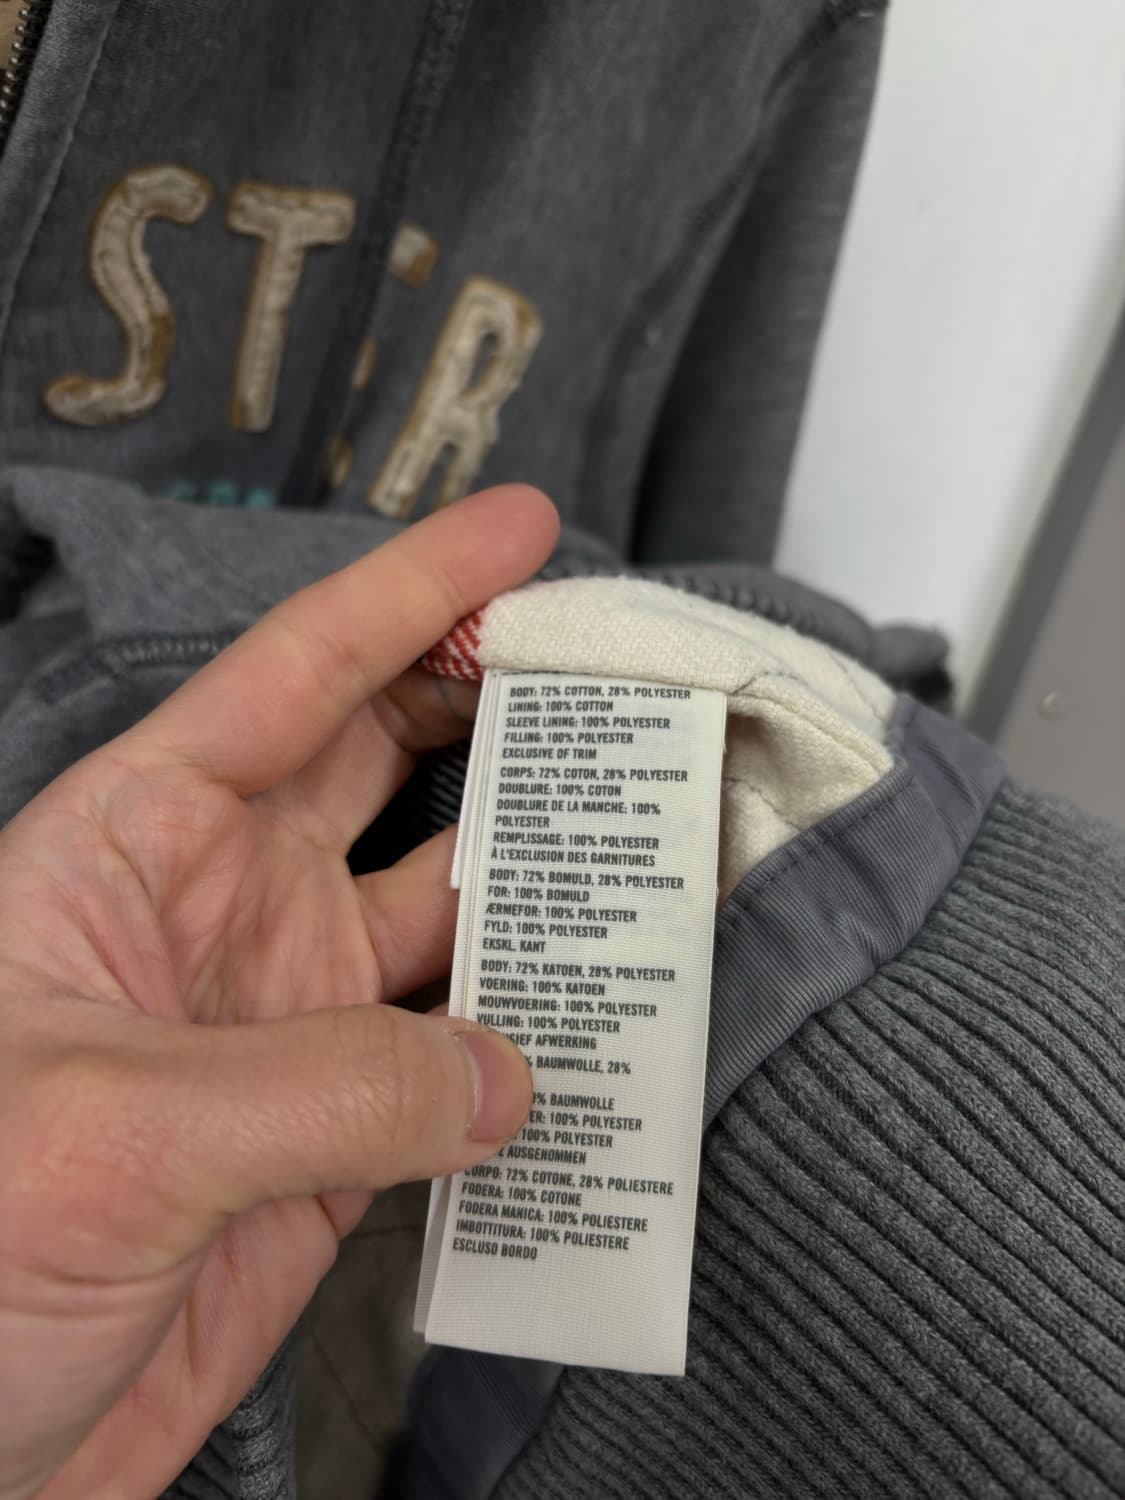 ST
R
BODY: 72% COTTON, 28% POLYESTER
LINING: 100% COTTON
SLEEVE LINING: 100% POLYESTER
FILLING: 100% POLYESTER
EXCLUSIVE OF TRIM
CORPS: 72% COTON, 28% POLYESTER
DOUBLURE: 100% COTON
DOUBLURE DE LA MANCHE: 100%
POLYESTER
REMPLISSAGE: 100% POLYESTER
À L'EXCLUSION DES GARNITURES
BODY: 72% BOMULD, 28% POLYESTER
FOR: 100% BOMULD
ÆRMEFOR: 100% POLYESTER
FYLD: 100% POLYESTER
EKSKL. KANT
BODY: 72% KATOEN, 28% POLYESTER
VOERING: 100% KATOEN
MOUWVOERING: 100% POLYESTER
VULLING: 100% POLYESTER
AFWERKING
BAUMWOLLE, 28%
BAUMWOLLE
100% POLYESTER
100% POLYESTER
AUSGENOMMEN
CORPO: 72% COTONE, 28% POLIESTERE
FODERA: 100% COTONE
FODERA MANICA: 100% POLIESTERE
IMBOTTITURA: 100% POLIESTERE
ESCLUSO BORDO